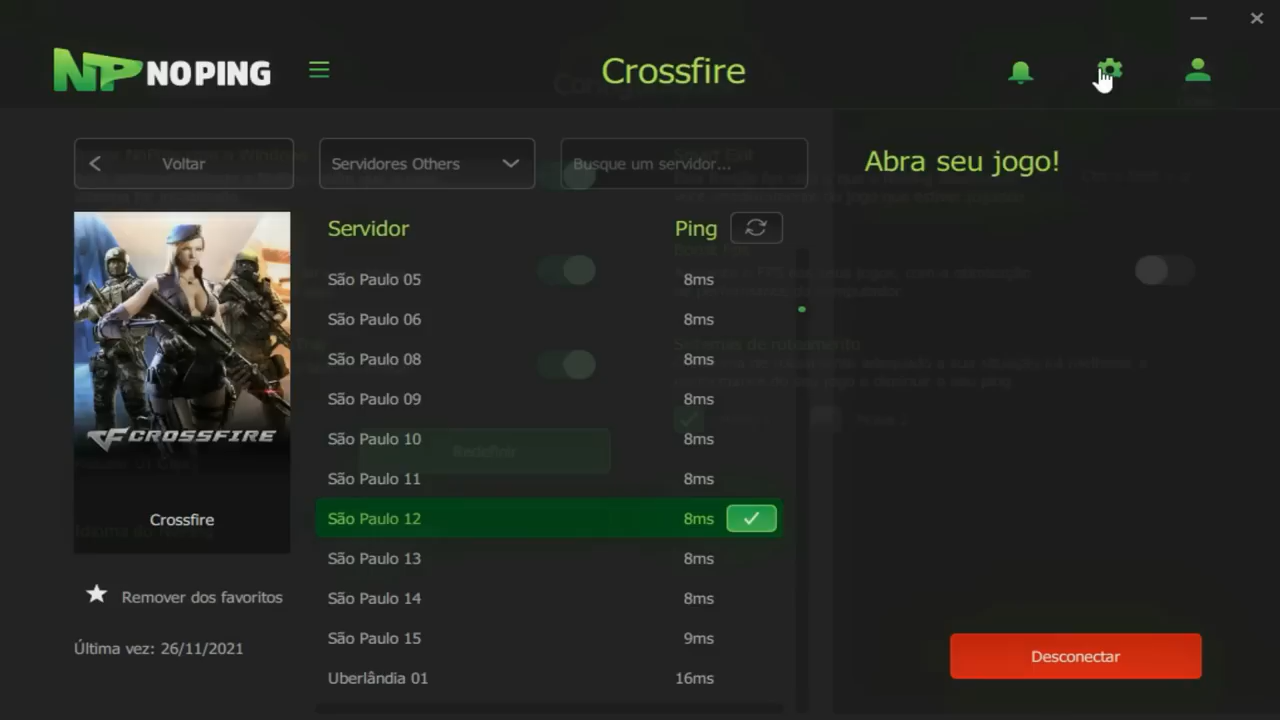 NP NOPING
Crossfire
Voltar
Servidores Others
Busque um servidor...
Abra seu jogo!
Servidor
Ping
São Paulo 05
8ms
São Paulo 06
8ms
São Paulo 08
8ms
São Paulo 09
8ms
São Paulo 10
8ms
São Paulo 11
8ms
São Paulo 12
8ms
São Paulo 13
8ms
São Paulo 14
8ms
São Paulo 15
9ms
Uberlândia 01
16ms
CROSSFIRE
Crossfire
Remover dos favoritos
Última vez: 26/11/2021
Redefinir
Desconectar